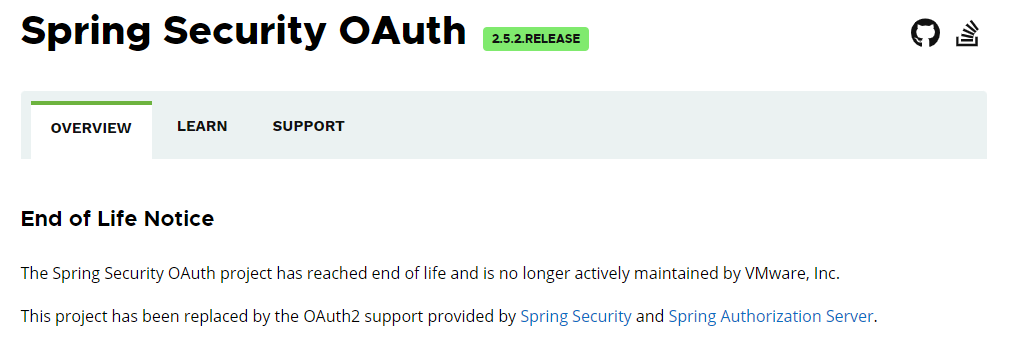 Spring Security OAuth 2.5.2.RELEASE
OVERVIEW LEARN SUPPORT
End of Life Notice
The Spring Security OAuth project has reached end of life and is no longer actively maintained by VMware, Inc.
This project has been replaced by the OAuth2 support provided by Spring Security and Spring Authorization Server.